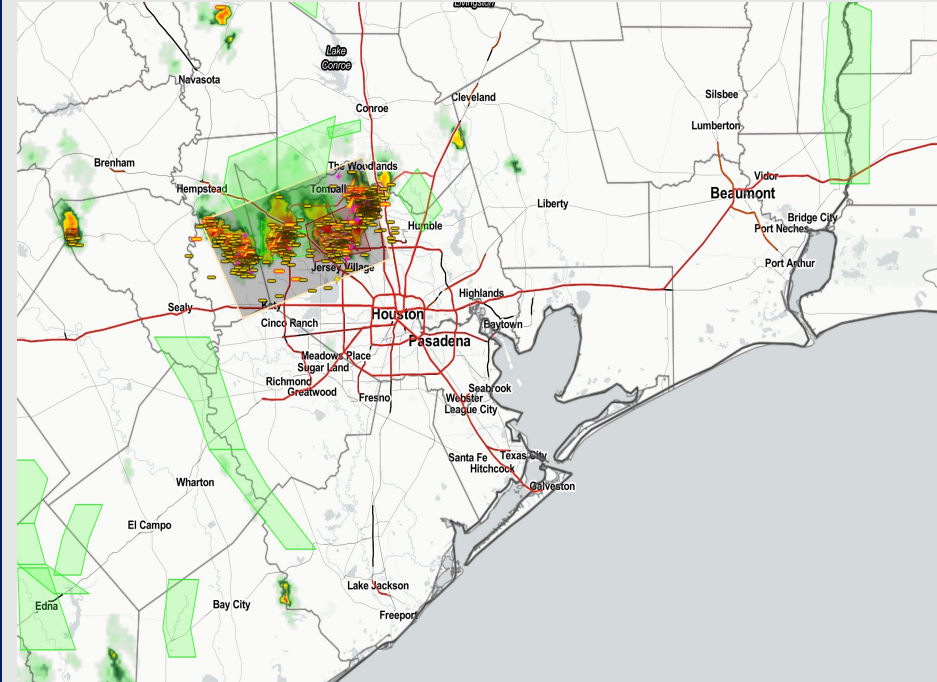 Livingston
Lake
Conroe
Navasota
Conroe
Cleveland
Silsbee
Lumberton
Brenham
The Woodlands
Hempstead
Tomball
Vidor
Beaumont
Liberty
Humble
Bridge City
Port Neches
Jersey Village
Port Arthur
Highlands
Sealy
Katy
Houston
Cinco Ranch
Baytown
Pasadena
Meadows Place
Sugar Land
Richmond
Greatwood
Seabrook
Fresno
Webster
League City
Santa Fe
Texas City
Hitchcock
Wharton
Galveston
El Campo
Lake Jackson
Edna
Bay City
Freeport